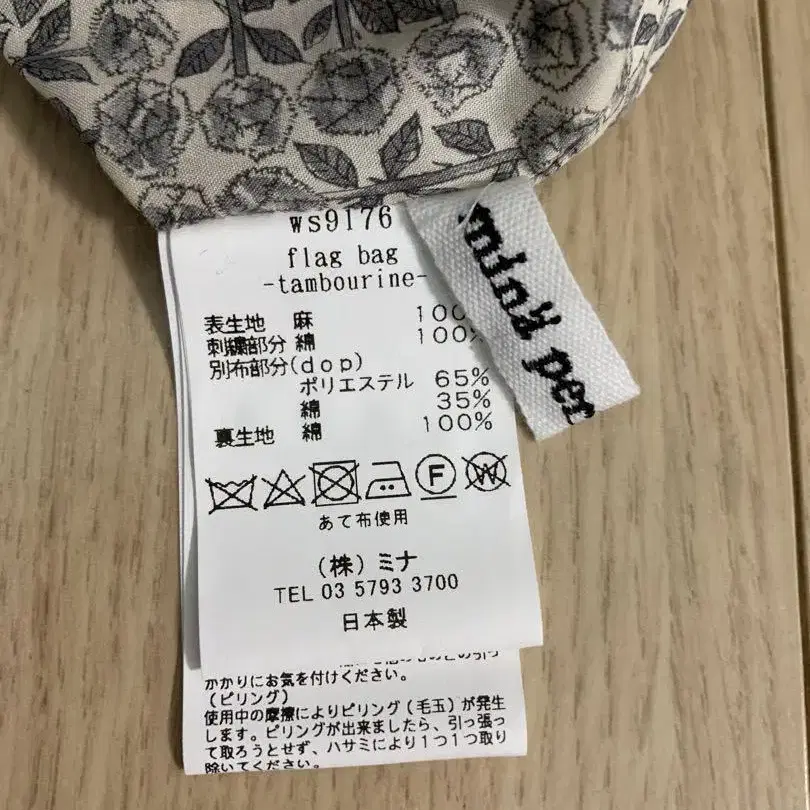 ws9176
flag bag
-tambourine-
表生地 麻 100%
刺繍部分 綿 100%
別布部分(dop)
ポリエステル 65%
綿 35%
裏生地 綿 100%
F
W
あて布使用
(株)ミナ
TEL 03 5793 3700
日本製
かかりにお気を付けください。
(ピリング)
使用中の摩擦によりピリング(毛玉)が発生
します。ピリングが出来ましたら、引っ張っ
て取ろうとせず、ハサミにより1つ1つ取り
除いてください。
minä per